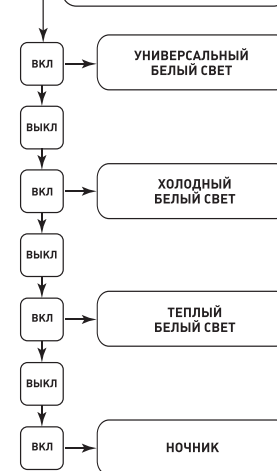 ВКЛ
УНИВЕРСАЛЬНЫЙ
БЕЛЫЙ СВЕТ
ВЫКЛ
ВКЛ
ХОЛОДНЫЙ
БЕЛЫЙ СВЕТ
ВЫКЛ
ВКЛ
ТЕПЛЫЙ
БЕЛЫЙ СВЕТ
ВЫКЛ
ВКЛ
НОЧНИК